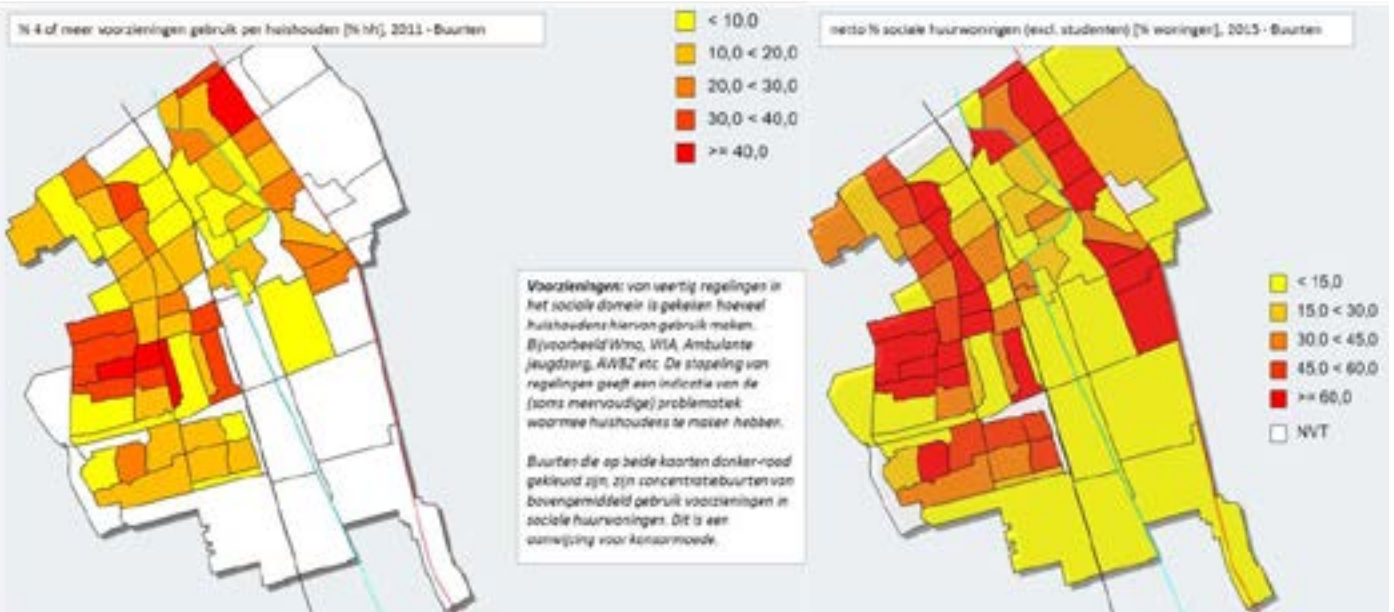 % 4 of meer voorzieningen gebruik per huishouden [% hh], 2011 - Buurten
< 10,0
10,0 < 20,0
20,0 < 30,0
30,0 < 40,0
>= 40,0
Voorzieningen: van veertig regelingen in
het sociale domein is gekeken hoeveel
huishoudens hiervan gebruik maken.
Bijvoorbeeld Wmo, WIA, Ambulante
jeugdzorg, AWBZ etc. De stapeling van
regelingen geeft een indicatie van de
(soms meervoudige) problematiek
waarmee huishoudens te maken hebben.
Buurten die op beide kaarten donker-rood
gekleurd zijn, zijn concentratiebuurten van
bovengemiddeld gebruik voorzieningen in
sociale huurwoningen. Dit is een
aanwijzing voor kansarmoede.
netto % sociale huurwoningen (excl. studenten) [% woningen], 2015 - Buurten
< 15,0
15,0 < 30,0
30,0 < 45,0
45,0 < 60,0
>= 60,0
NVT